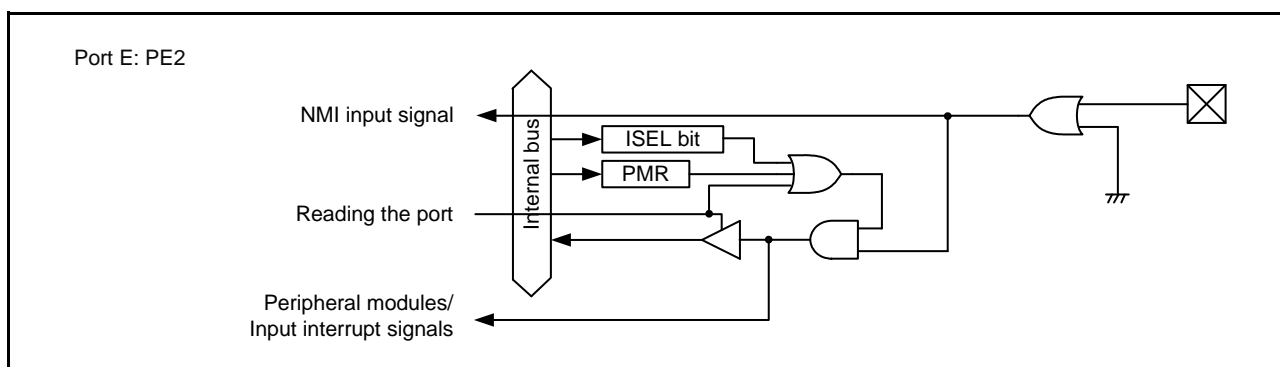 Port E: PE2
NMI input signal
ISEL bit
PMR
Internal bus
Reading the port
Peripheral modules/
Input interrupt signals